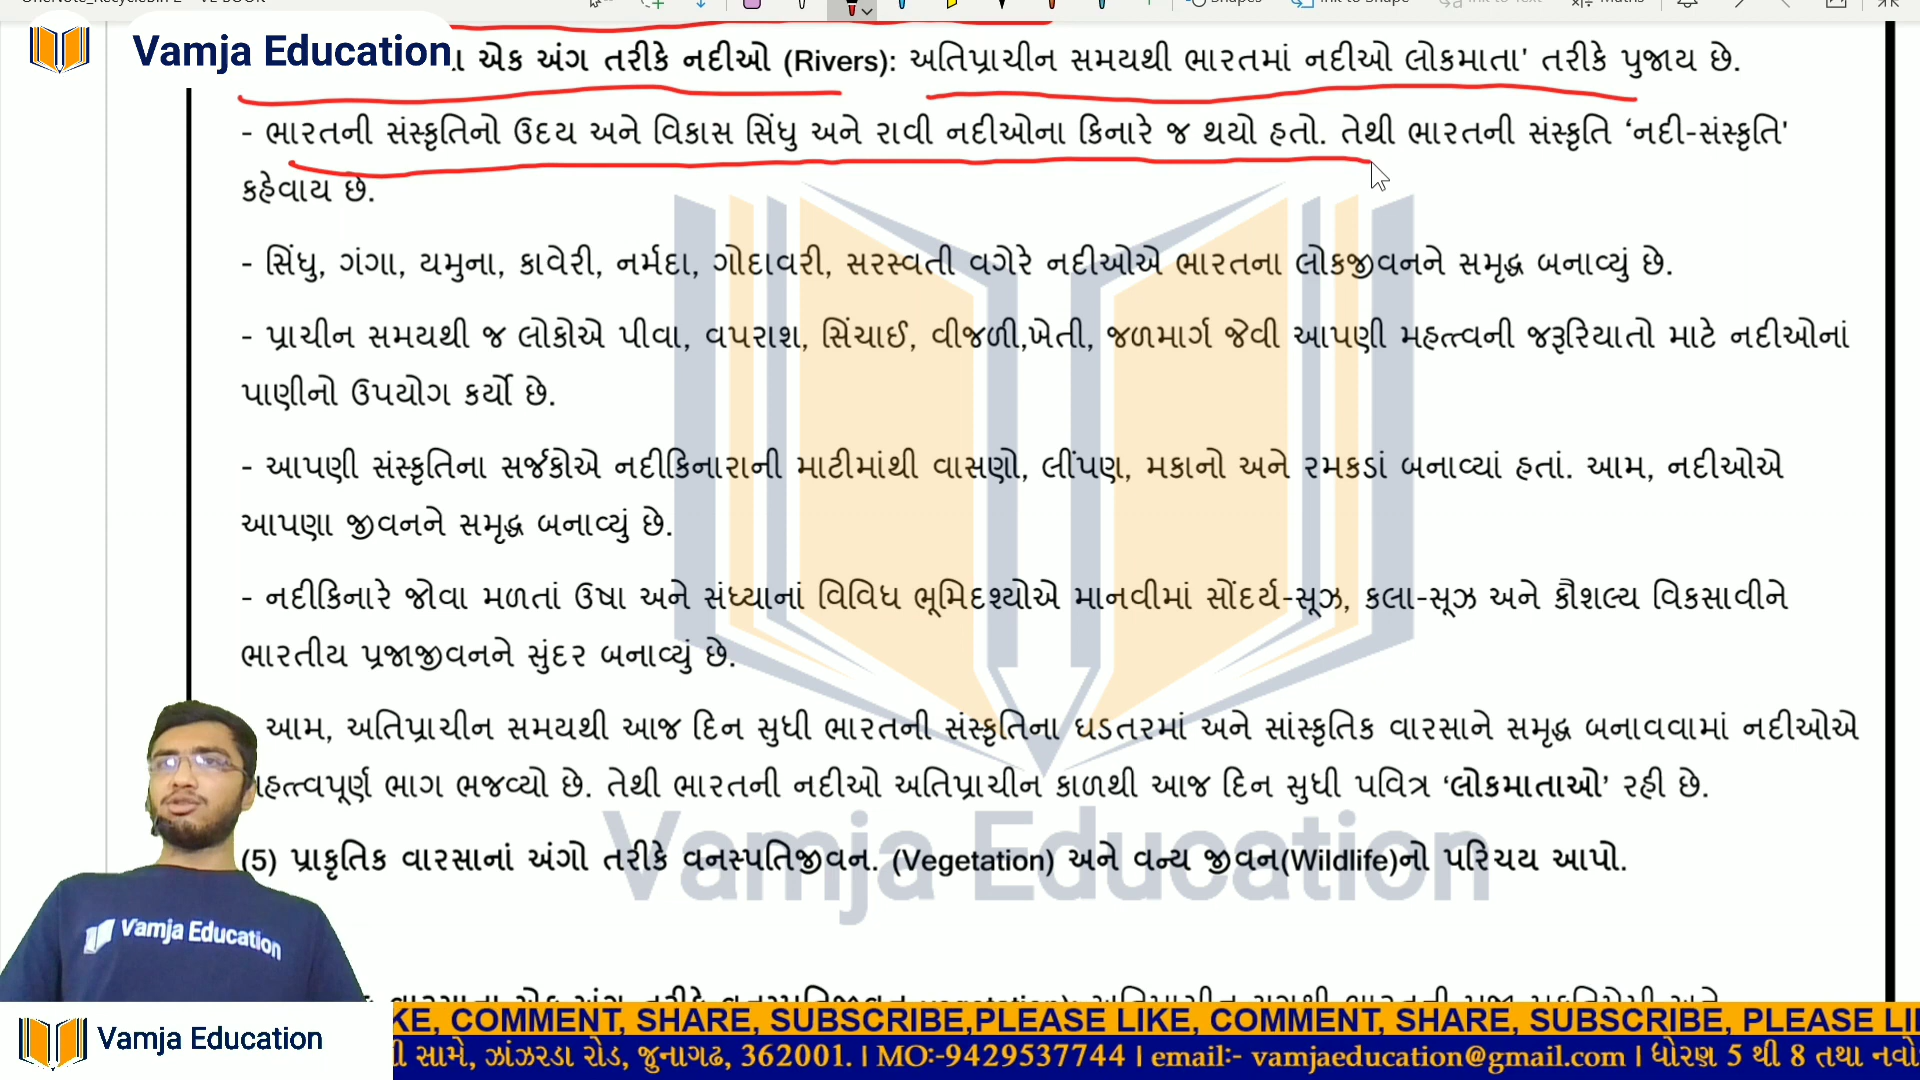 Vamja Education
એક અંગ તરીકે નદીઓ (Rivers): અતિપ્રાચીન સમયથી ભારતમાં નદીઓ લોકમાતા' તરીકે પુજાય છે.
- ભારતની સંસ્કૃતિનો ઉદય અને વિકાસ સિંધુ અને રાવી નદીઓના કિનારે જ થયો હતો. તેથી ભારતની સંસ્કૃતિ ‘નદી-સંસ્કૃતિ'
કહેવાય છે.
- સિંધુ, ગંગા, યમુના, કાવેરી, નર્મદા, ગોદાવરી, સરસ્વતી વગેરે નદીઓએ ભારતના લોકજીવનને સમૃદ્ધ બનાવ્યું છે.
- પ્રાચીન સમયથી જ લોકોએ પીવા, વપરાશ, સિંચાઈ, વીજળી,ખેતી, જળમાર્ગ જેવી આપણી મહત્ત્વની જરૂરિયાતો માટે નદીઓનાં
પાણીનો ઉપયોગ કર્યો છે.
- આપણી સંસ્કૃતિના સર્જકોએ નદીકિનારાની માટીમાંથી વાસણો, લીંપણ, મકાનો અને રમકડાં બનાવ્યાં હતાં. આમ, નદીઓએ
આપણા જીવનને સમૃદ્ધ બનાવ્યું છે.
- નદીકિનારે જોવા મળતાં ઉષા અને સંધ્યાનાં વિવિધ ભૂમિદશ્યોએ માનવીમાં સોંદર્ય-સૂઝ, કલા-સૂઝ અને કૌશલ્ય વિકસાવીને
ભારતીય પ્રજાજીવનને સુંદર બનાવ્યું છે.
આમ, અતિપ્રાચીન સમયથી આજ દિન સુધી ભારતની સંસ્કૃતિના ઘડતરમાં અને સાંસ્કૃતિક વારસાને સમૃદ્ધ બનાવવામાં નદીઓએ
હત્ત્વપૂર્ણ ભાગ ભજવ્યો છે. તેથી ભારતની નદીઓ અતિપ્રાચીન કાળથી આજ દિન સુધી પવિત્ર ‘લોકમાતાઓ’ રહી છે.
Vamja Education
(5) પ્રાકૃતિક વારસાનાં અંગો તરીકે વનસ્પતિજીવન. (Vegetation) અને વન્ય જીવન(Wildlife)નો પરિચય આપો.
Vamja Education
KE, COMMENT, SHARE, SUBSCRIBE,PLEASE LIKE, COMMENT, SHARE, SUBSCRIBE, PLEASE LI
Vamja Education
ી સામે, ઝાંઝરડા રોડ, જુનાગઢ, 362001. | MO:-9429537744 | email:- vamjaeducation@gmail.com | ધોરણ 5 થી 8 તથા નવો